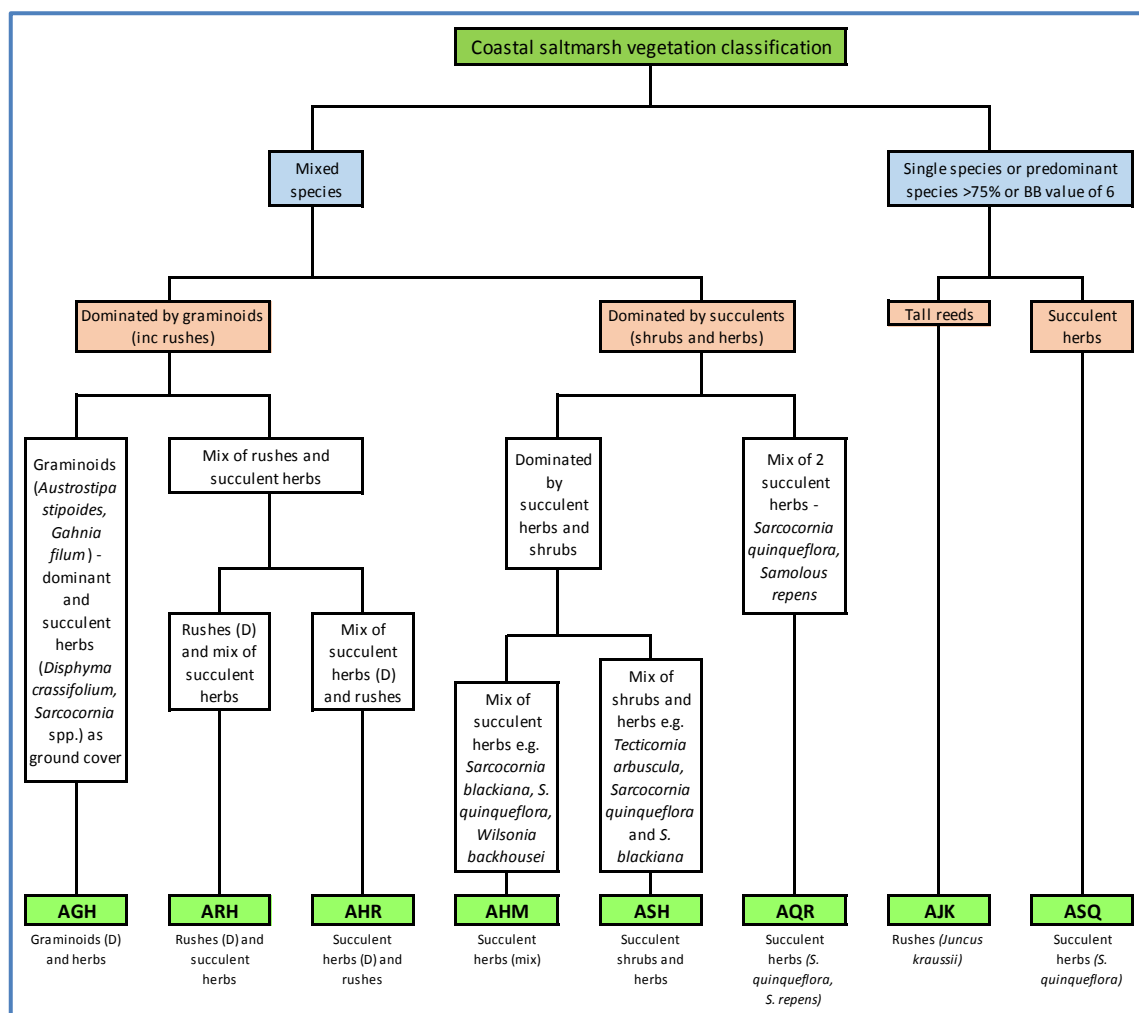 Coastal saltmarsh vegetation classification
Mixed
species
Single species or predominant
species >75% or BB value of 6
Dominated by graminoids
(inc rushes)
Dominated by succulents
(shrubs and herbs)
Tall reeds
Succulent
herbs
Graminoids
(Austrostipa
stipoides,
Gahnia
filum) -
dominant
and
succulent
herbs
(Disphyma
crassifolium,
Sarcocornia
spp.) as
ground cover
Mix of rushes and
succulent herbs
Dominated
by
succulent
herbs and
shrubs
Mix of 2
succulent
herbs -
Sarcocornia
quinqueflora,
Samolous
repens
Rushes (D)
and mix of
succulent
herbs
Mix of
succulent
herbs (D)
and rushes
Mix of
succulent
herbs e.g.
Sarcocornia
blackiana, S.
quinqueflora,
Wilsonia
backhousei
Mix of
shrubs and
herbs e.g.
Tecticornia
arbuscula,
Sarcocornia
quinqueflora
and S.
blackiana
AGH
Graminoids (D)
and herbs
ARH
Rushes (D) and
succulent
herbs
AHR
Succulent
herbs (D) and
rushes
AHM
Succulent
herbs (mix)
ASH
Succulent
shrubs and
herbs
AQR
Succulent
herbs (S.
quinqueflora,
S. repens)
AJK
Rushes (Juncus
kraussii)
ASQ
Succulent
herbs (S.
quinqueflora)